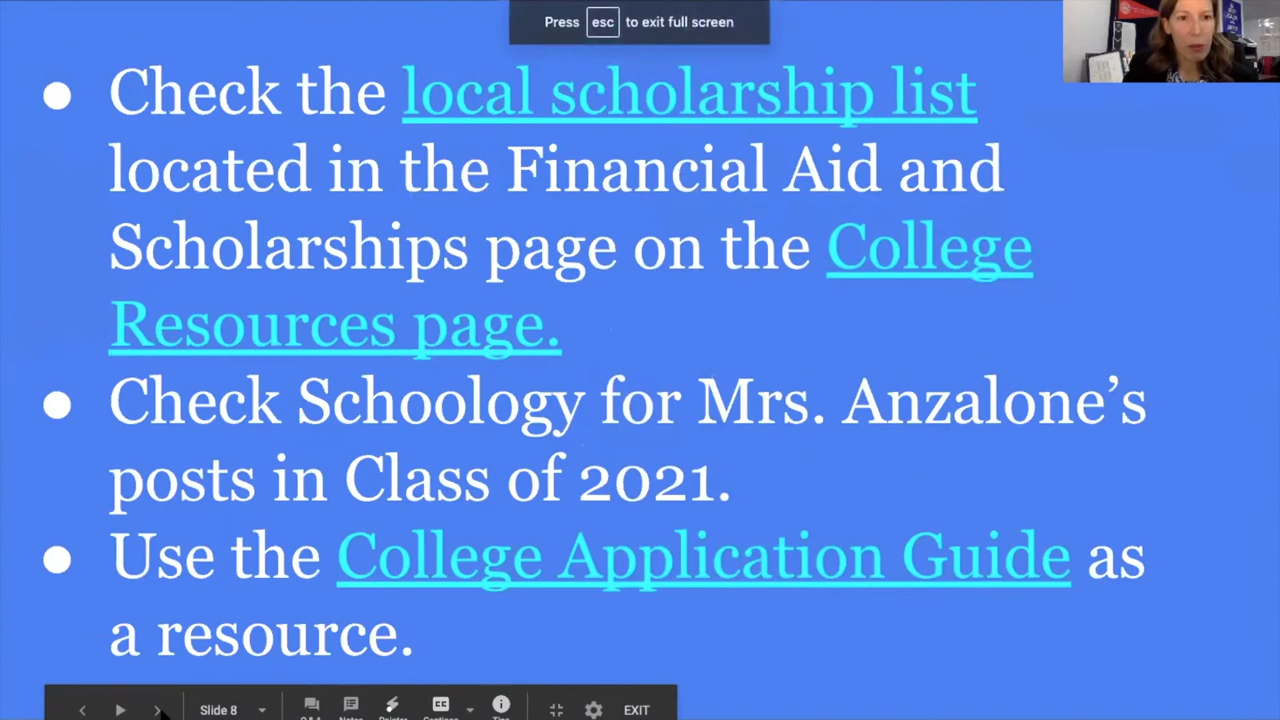 Press esc to exit full screen
● Check the local scholarship list
located in the Financial Aid and
Scholarships page on the College
Resources page.
● Check Schoology for Mrs. Anzalone’s
posts in Class of 2021.
● Use the College Application Guide as
a resource.
Slide 8 EXIT